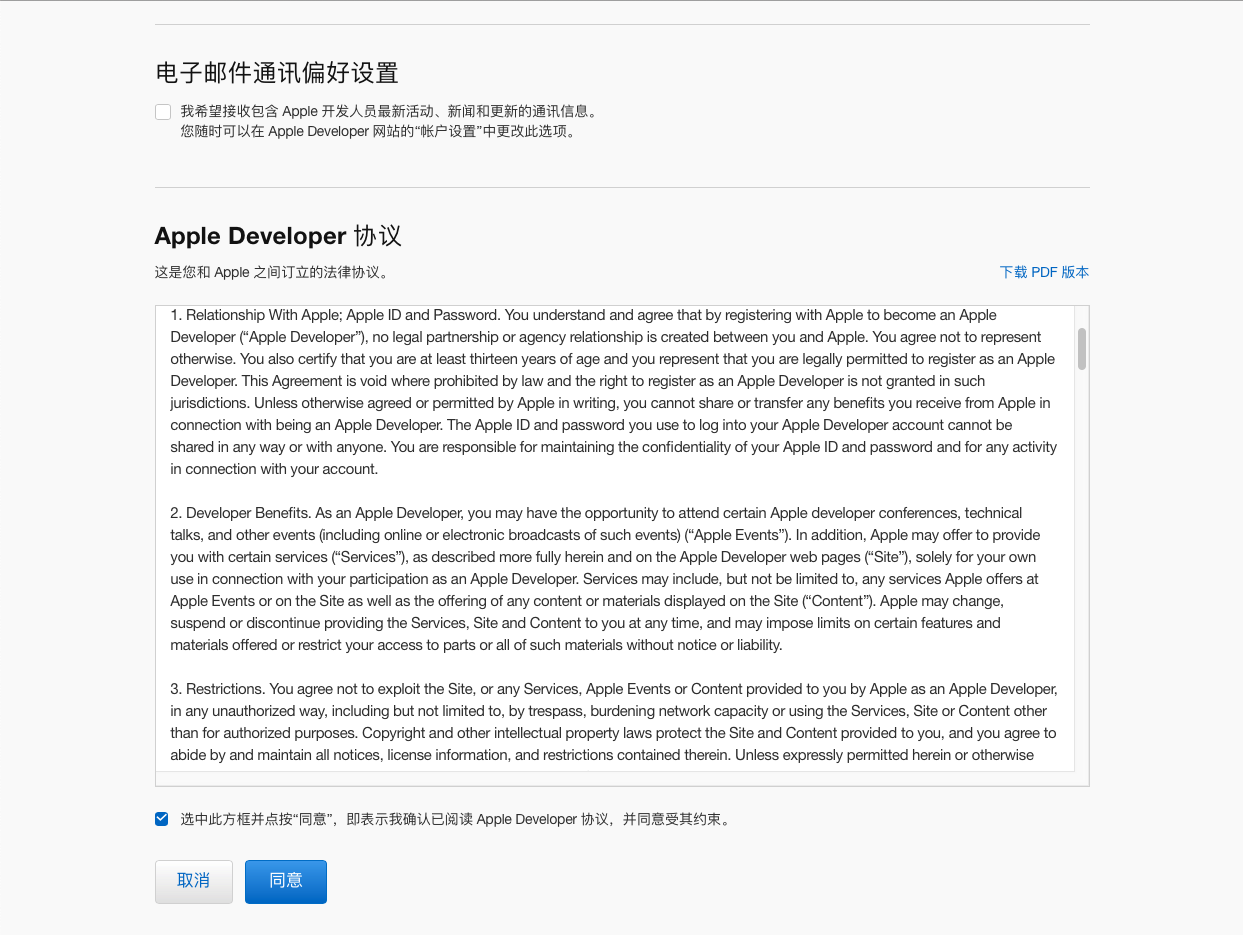 电子邮件通讯偏好设置
我希望接收包含 Apple 开发人员最新活动、新闻和更新的通讯信息。
您随时可以在 Apple Developer 网站的“帐户设置”中更改此选项。
Apple Developer 协议
这是您和 Apple 之间订立的法律协议。
下载 PDF 版本
1. Relationship With Apple; Apple ID and Password. You understand and agree that by registering with Apple to become an Apple
Developer (“Apple Developer”), no legal partnership or agency relationship is created between you and Apple. You agree not to represent
otherwise. You also certify that you are at least thirteen years of age and you represent that you are legally permitted to register as an Apple
Developer. This Agreement is void where prohibited by law and the right to register as an Apple Developer is not granted in such
jurisdictions. Unless otherwise agreed or permitted by Apple in writing, you cannot share or transfer any benefits you receive from Apple in
connection with being an Apple Developer. The Apple ID and password you use to log into your Apple Developer account cannot be
shared in any way or with anyone. You are responsible for maintaining the confidentiality of your Apple ID and password and for any activity
in connection with your account.
2. Developer Benefits. As an Apple Developer, you may have the opportunity to attend certain Apple developer conferences, technical
talks, and other events (including online or electronic broadcasts of such events) (“Apple Events”). In addition, Apple may offer to provide
you with certain services (“Services”), as described more fully herein and on the Apple Developer web pages (“Site”), solely for your own
use in connection with your participation as an Apple Developer. Services may include, but not be limited to, any services Apple offers at
Apple Events or on the Site as well as the offering of any content or materials displayed on the Site (“Content”). Apple may change,
suspend or discontinue providing the Services, Site and Content to you at any time, and may impose limits on certain features and
materials offered or restrict your access to parts or all of such materials without notice or liability.
3. Restrictions. You agree not to exploit the Site, or any Services, Apple Events or Content provided to you by Apple as an Apple Developer,
in any unauthorized way, including but not limited to, by trespass, burdening network capacity or using the Services, Site or Content other
than for authorized purposes. Copyright and other intellectual property laws protect the Site and Content provided to you, and you agree to
abide by and maintain all notices, license information, and restrictions contained therein. Unless expressly permitted herein or otherwise
选中此方框并点按“同意”，即表示我确认已阅读 Apple Developer 协议，并同意受其约束。
取消
同意